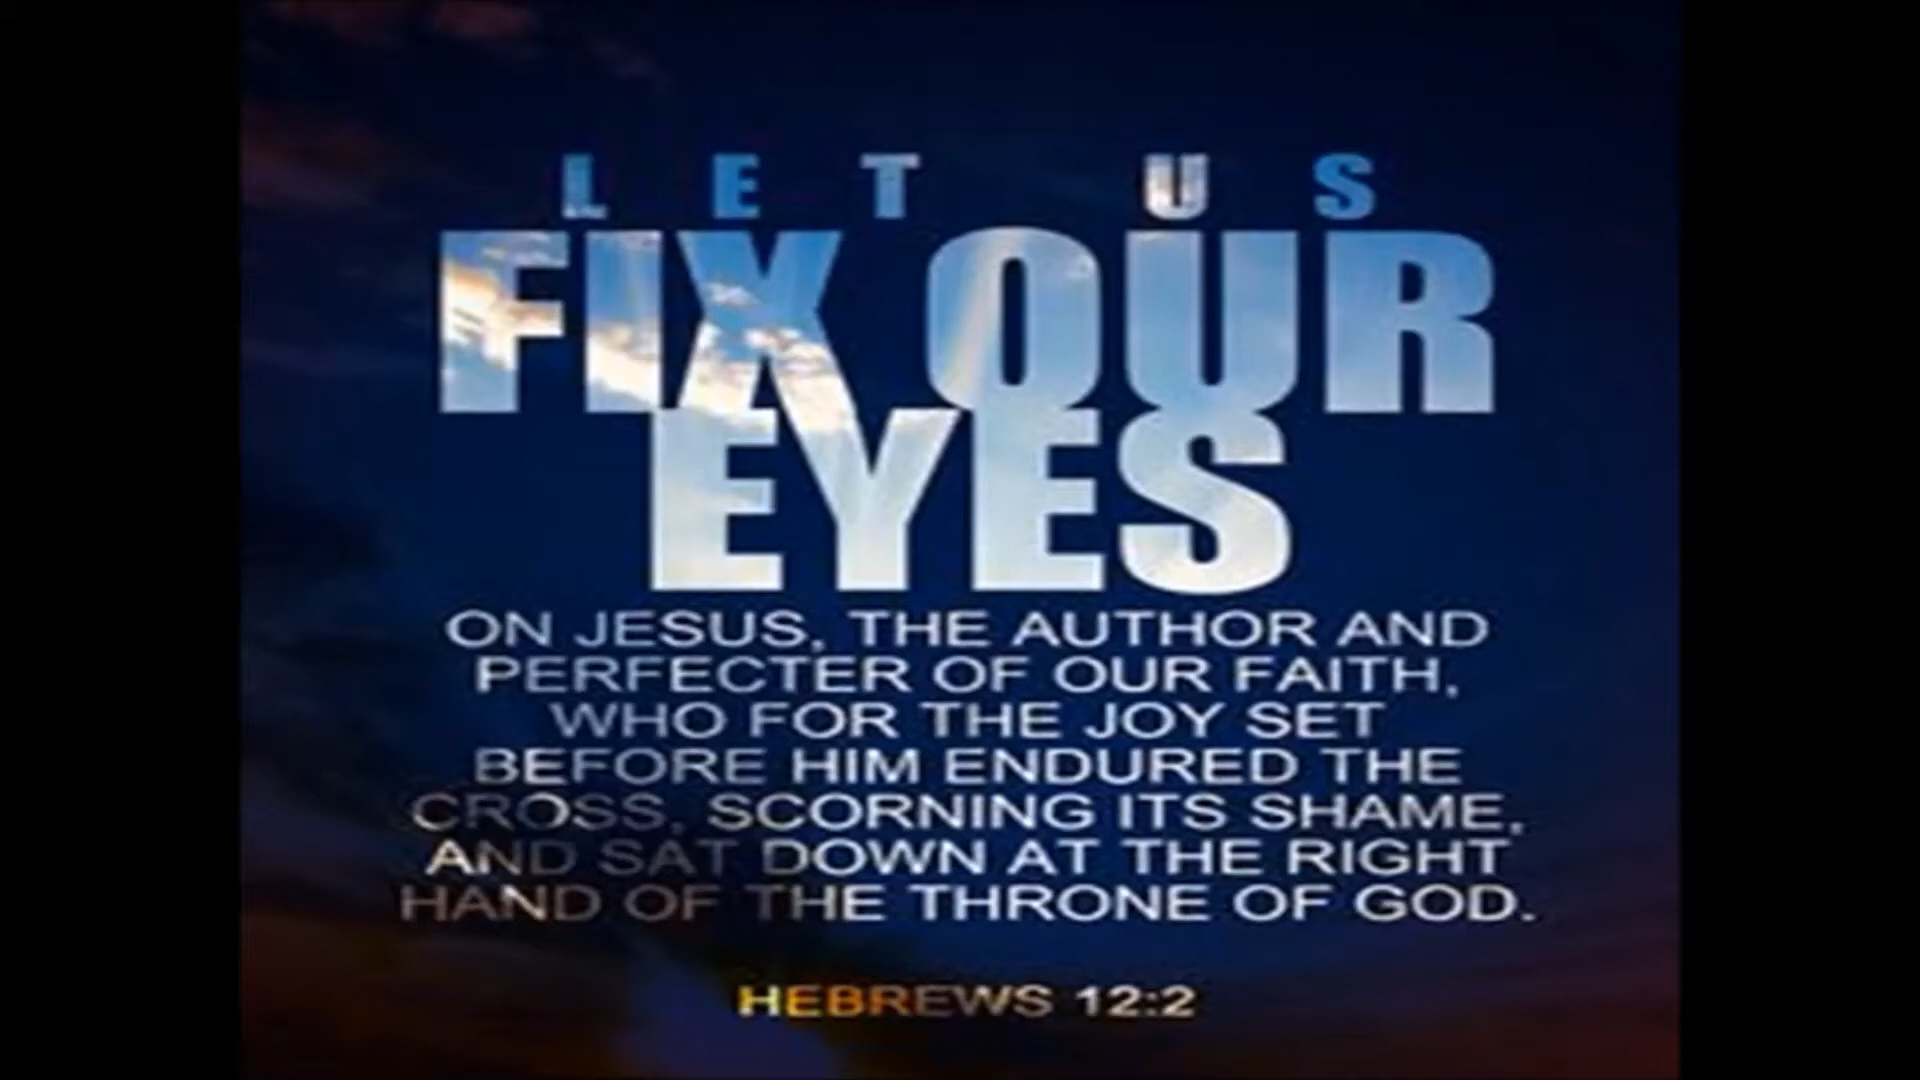 LET US
FIX OUR
EYES
ON JESUS, THE AUTHOR AND
PERFECTER OF OUR FAITH,
WHO FOR THE JOY SET
BEFORE HIM ENDURED THE
CROSS, SCORNING ITS SHAME,
AND SAT DOWN AT THE RIGHT
HAND OF THE THRONE OF GOD.
HEBREWS 12:2